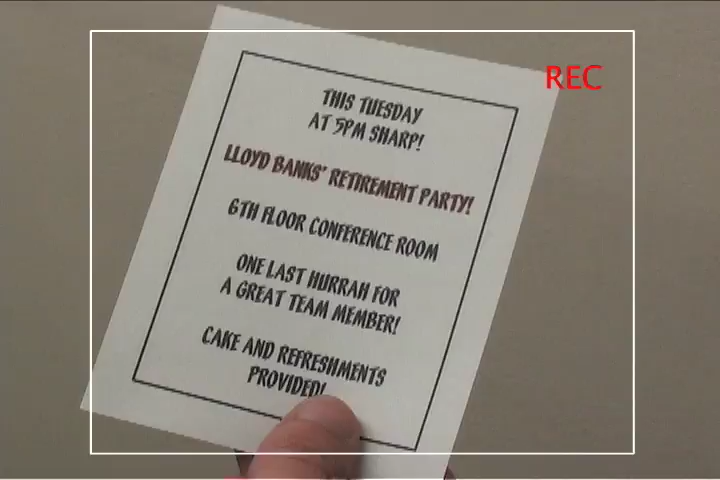 REC
THIS TUESDAY
AT 5PM SHARP!
LLOYD BANKS' RETIREMENT PARTY!
6TH FLOOR CONFERENCE ROOM
ONE LAST HURRAH FOR
A GREAT TEAM MEMBER!
CAKE AND REFRESHMENTS
PROVIDED!